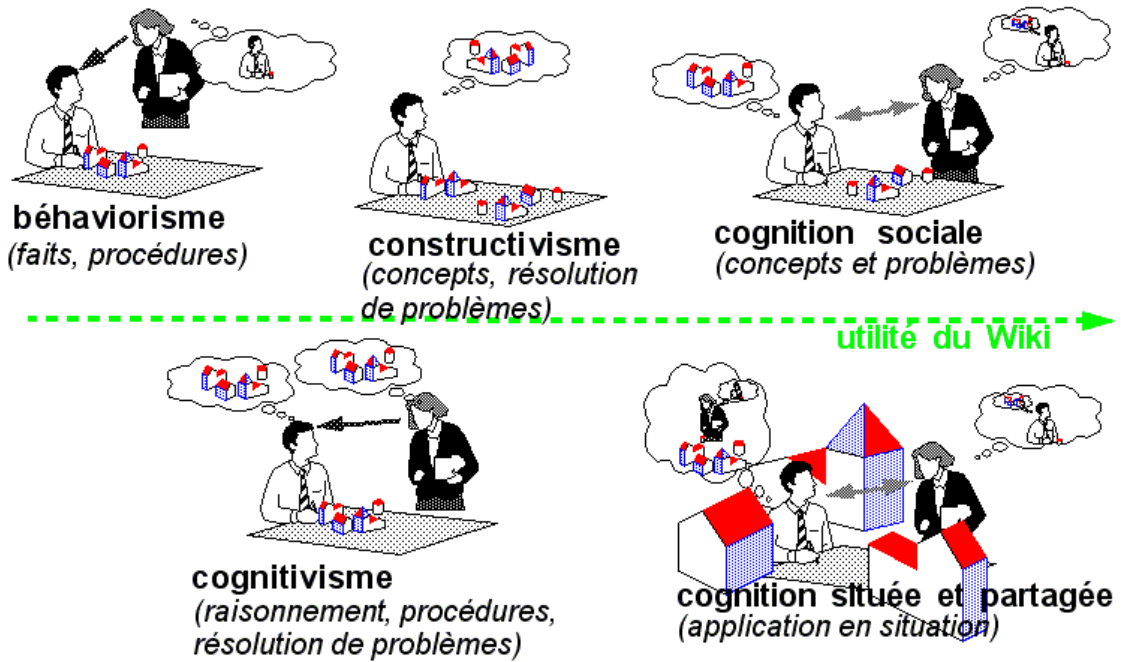 béhaviorisme
(faits, procédures)
constructivisme
(concepts, résolution
de problèmes)
cognition sociale
(concepts et problèmes)
utilité du Wiki
cognitivisme
(raisonnement, procédures,
résolution de problèmes)
cognition située et partagée
(application en situation)